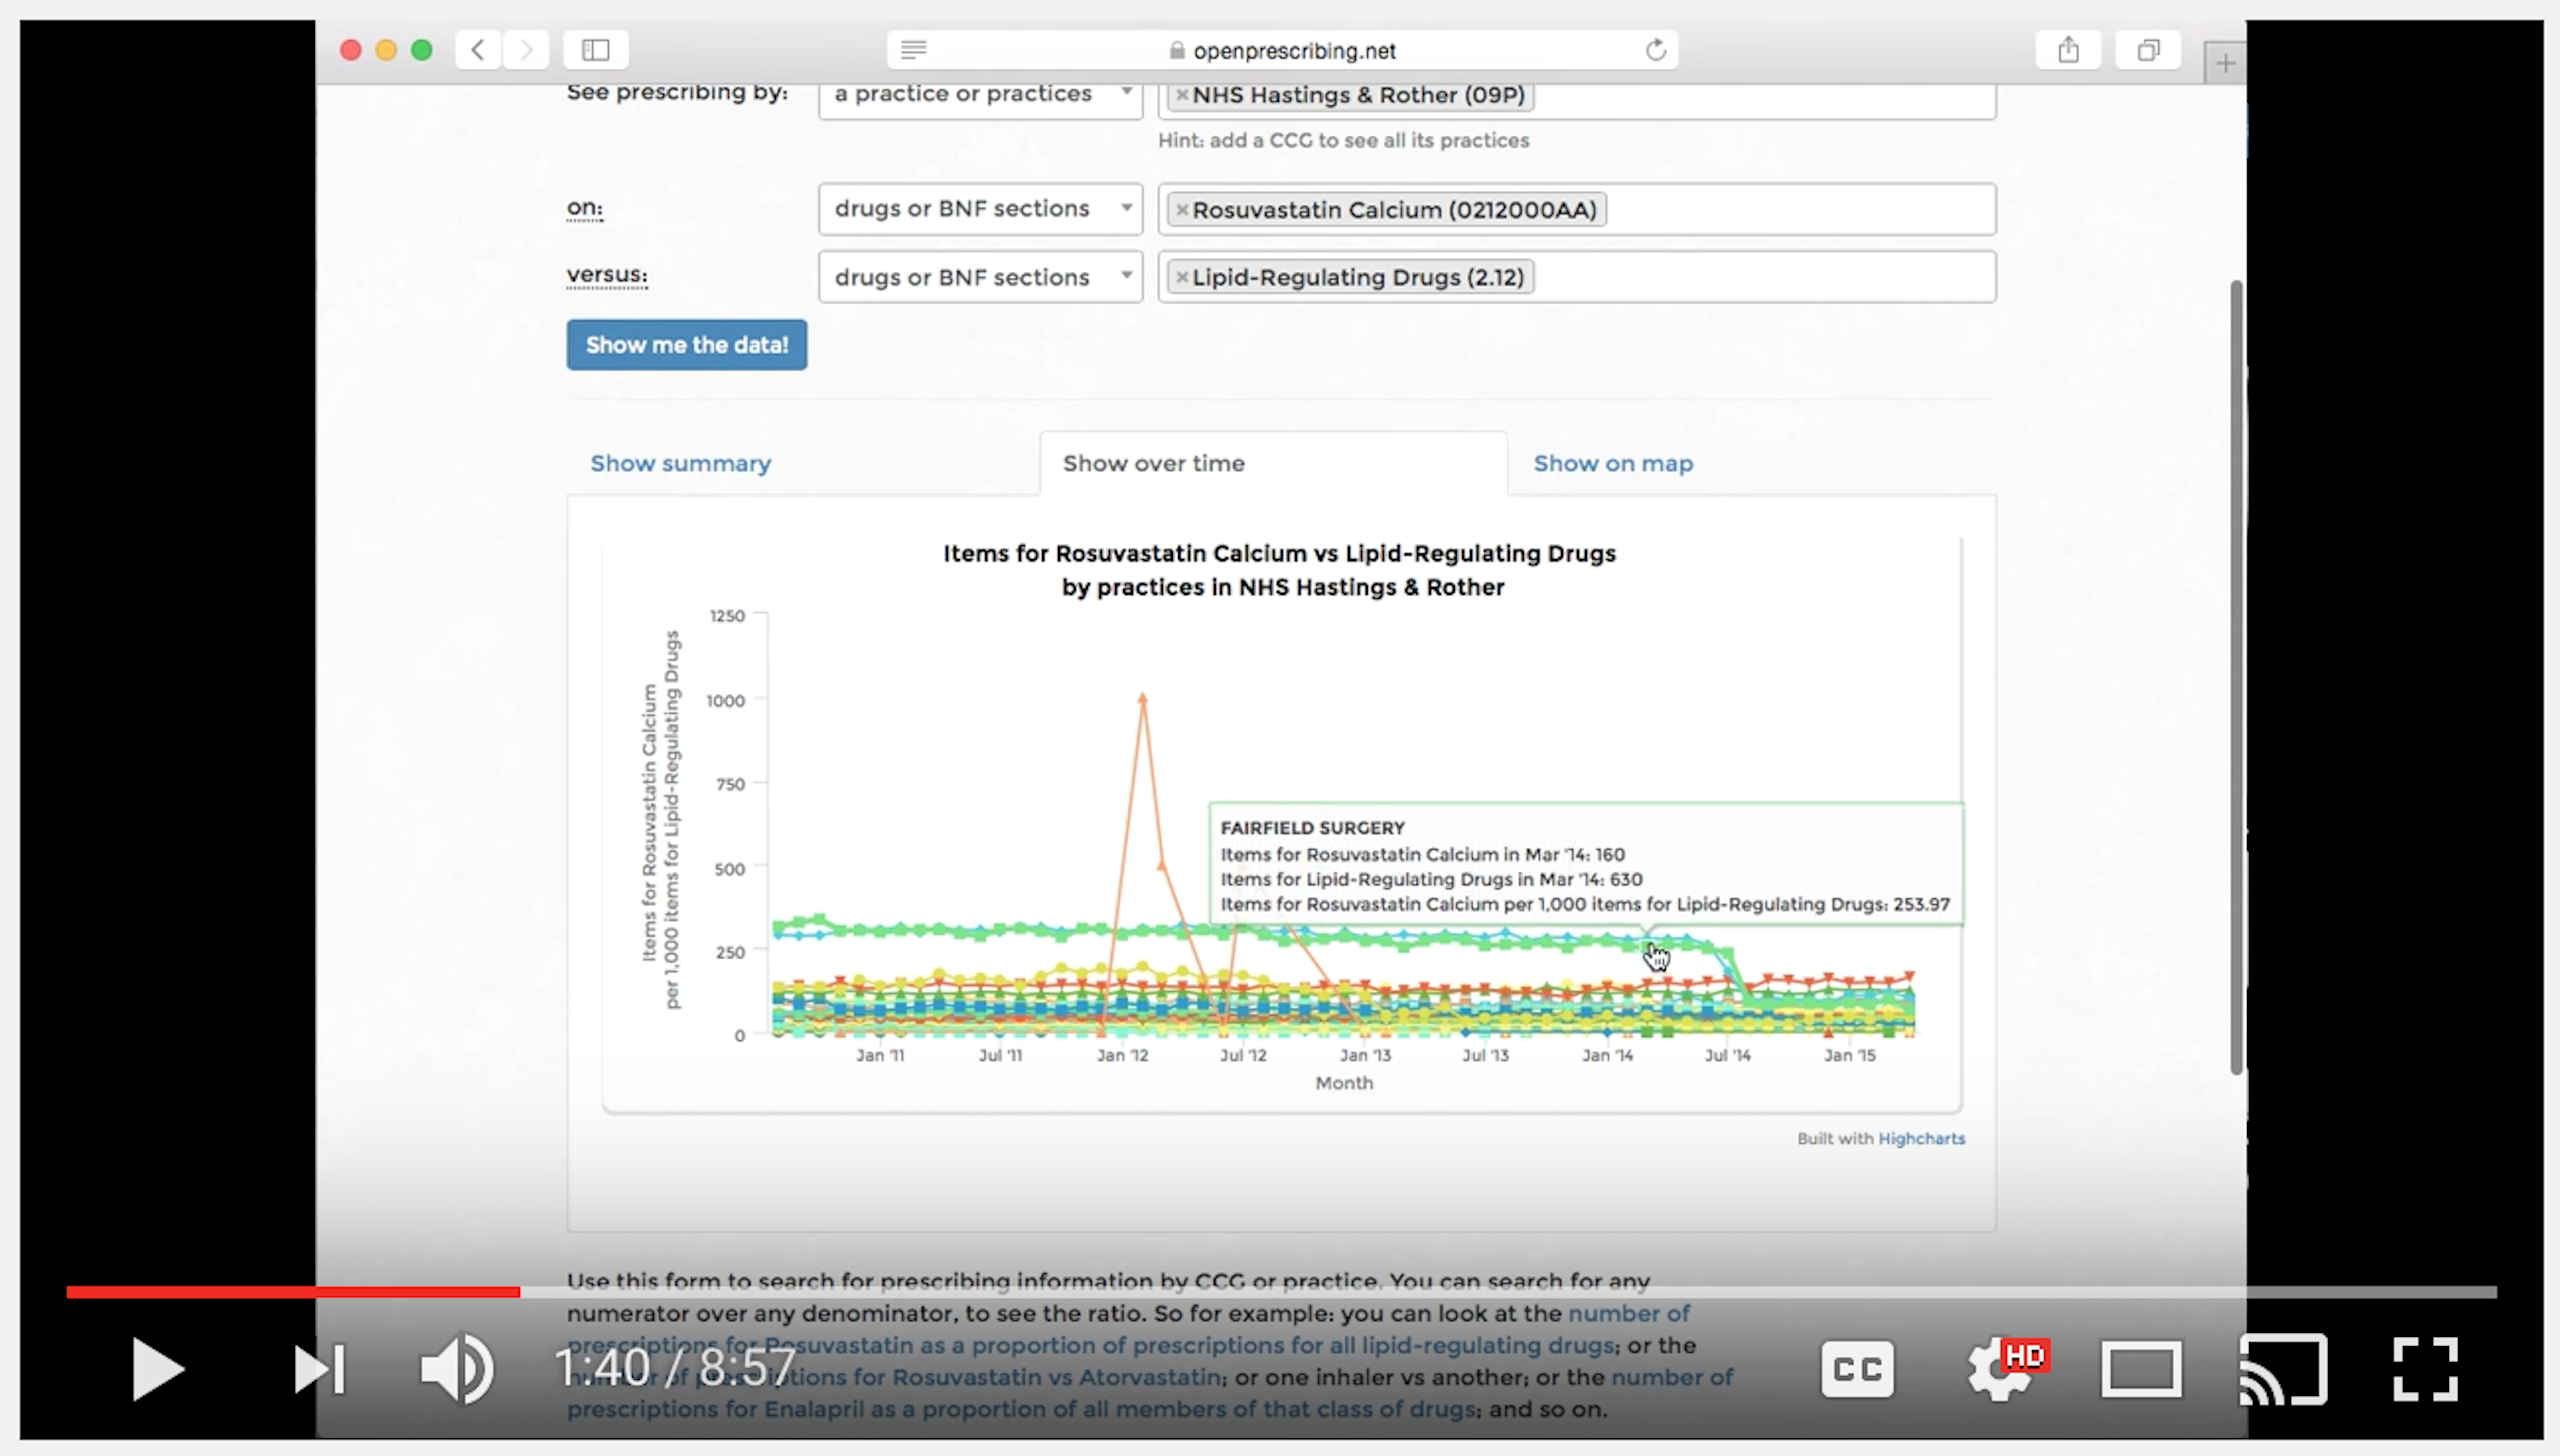 openprescribing.net
See prescribing by: a practice or practices ×NHS Hastings & Rother (09P)
Hint: add a CCG to see all its practices
on: drugs or BNF sections ×Rosuvastatin Calcium (0212000AA)
versus: drugs or BNF sections ×Lipid-Regulating Drugs (2.12)
Show me the data!
Show summary Show over time Show on map
Items for Rosuvastatin Calcium vs Lipid-Regulating Drugs
by practices in NHS Hastings & Rother
Items for Rosuvastatin Calcium
per 1,000 items for Lipid-Regulating Drugs
1250
1000
750
500
250
0
FAIRFIELD SURGERY
Items for Rosuvastatin Calcium in Mar '14: 160
Items for Lipid-Regulating Drugs in Mar '14: 630
Items for Rosuvastatin Calcium per 1,000 items for Lipid-Regulating Drugs: 253.97
Jan '11 Jul '11 Jan '12 Jul '12 Jan '13 Jul '13 Jan '14 Jul '14 Jan '15
Month
Built with Highcharts
Use this form to search for prescribing information by CCG or practice. You can search for any
numerator over any denominator, to see the ratio. So for example: you can look at the number of
prescriptions for Rosuvastatin as a proportion of prescriptions for all lipid-regulating drugs; or the
number of prescriptions for Rosuvastatin vs Atorvastatin; or one inhaler vs another; or the number of
prescriptions for Enalapril as a proportion of all members of that class of drugs; and so on.
1:40 / 8:57
CC
HD